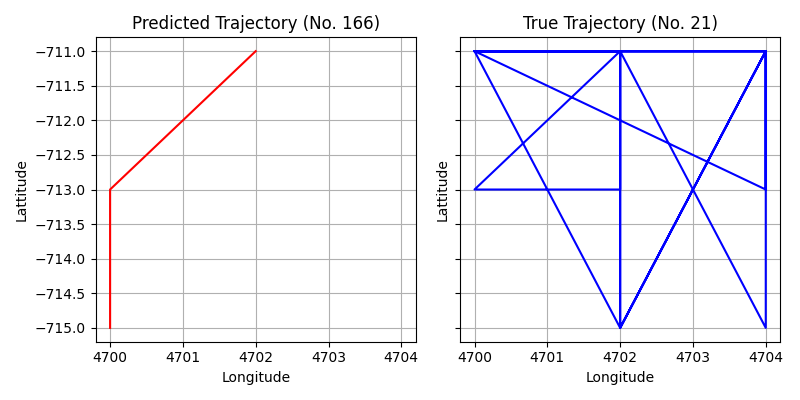 Predicted Trajectory (No. 166)
True Trajectory (No. 21)
Lattitude
−711.0
−711.5
−712.0
−712.5
−713.0
−713.5
−714.0
−714.5
−715.0
4700 4701 4702 4703 4704
Longitude
Lattitude
4700 4701 4702 4703 4704
Longitude